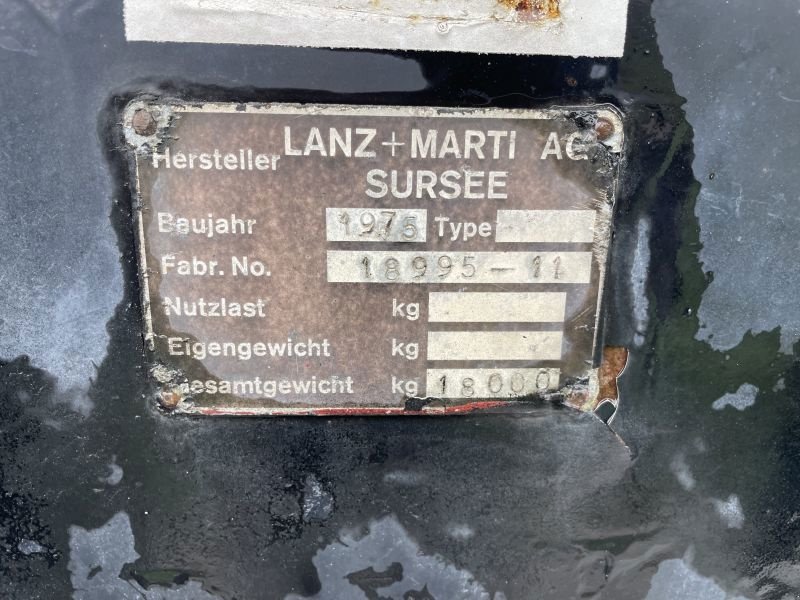 Hersteller LANZ+MARTI AG
SURSEE
Baujahr 1975 Type
Fabr. No. 18995-11
Nutzlast kg
Eigengewicht kg
Gesamtgewicht kg 18000